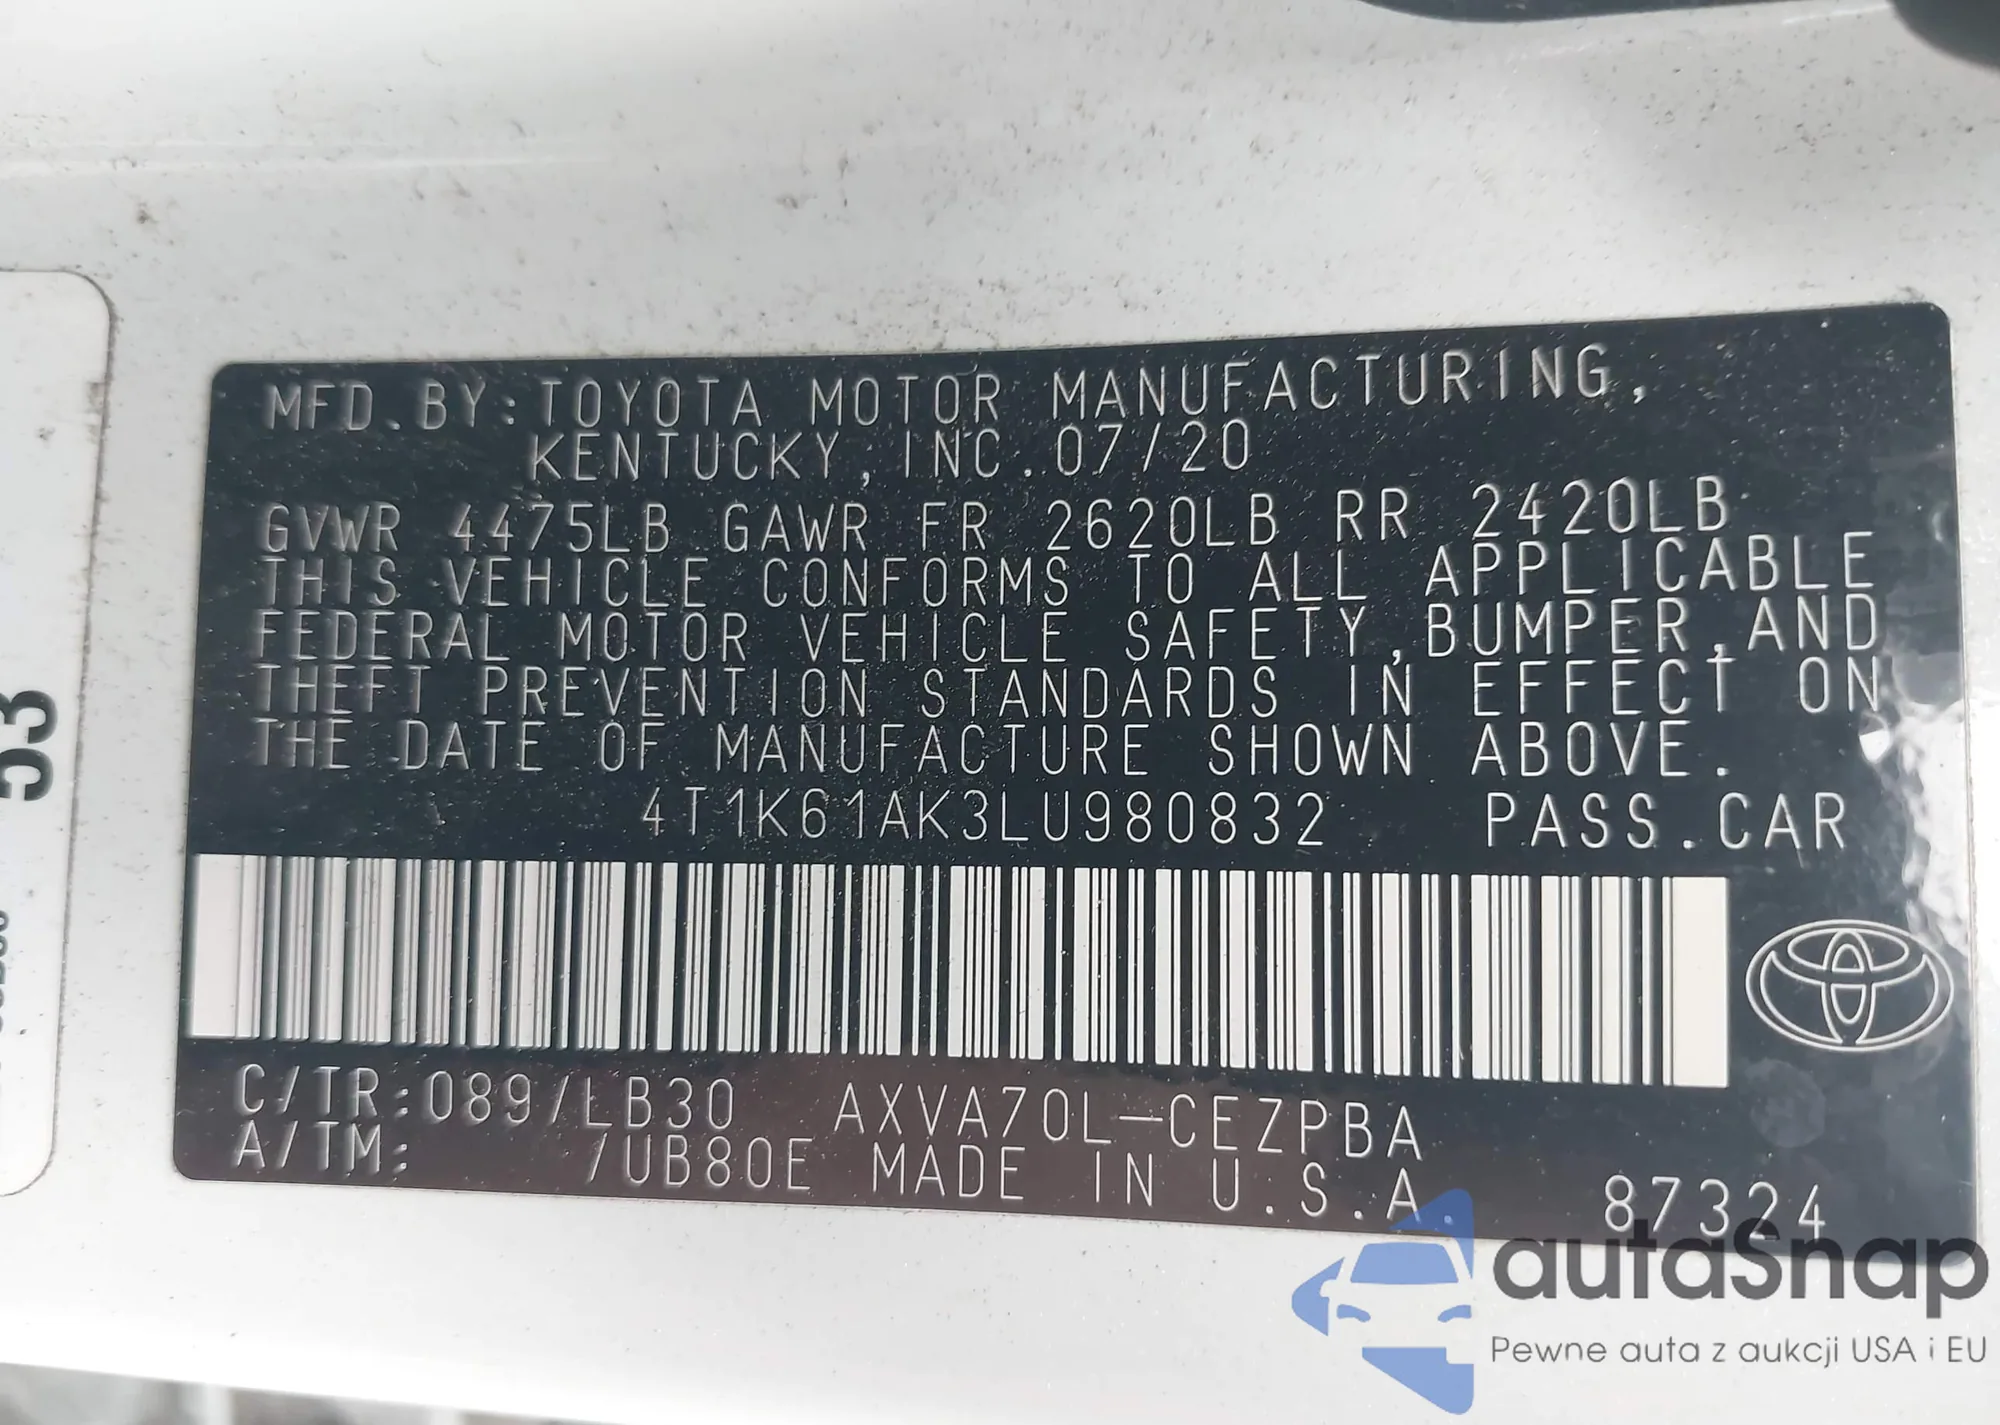 MFD.BY:TOYOTA MOTOR MANUFACTURING,
KENTUCKY,INC.07/20
GVWR 4475LB GAWR FR 2620LB RR 2420LB
THIS VEHICLE CONFORMS TO ALL APPLICABLE
FEDERAL MOTOR VEHICLE SAFETY,BUMPER,AND
THEFT PREVENTION STANDARDS IN EFFECT ON
THE DATE OF MANUFACTURE SHOWN ABOVE.
4T1K61AK3LU980832 PASS.CAR
C/TR:089/LB30 AXVA70L-CEZPBA
A/TM: /UB80E MADE IN U.S.A. 87324
53
autaSnap
Pewne auta z aukcji USA i EU